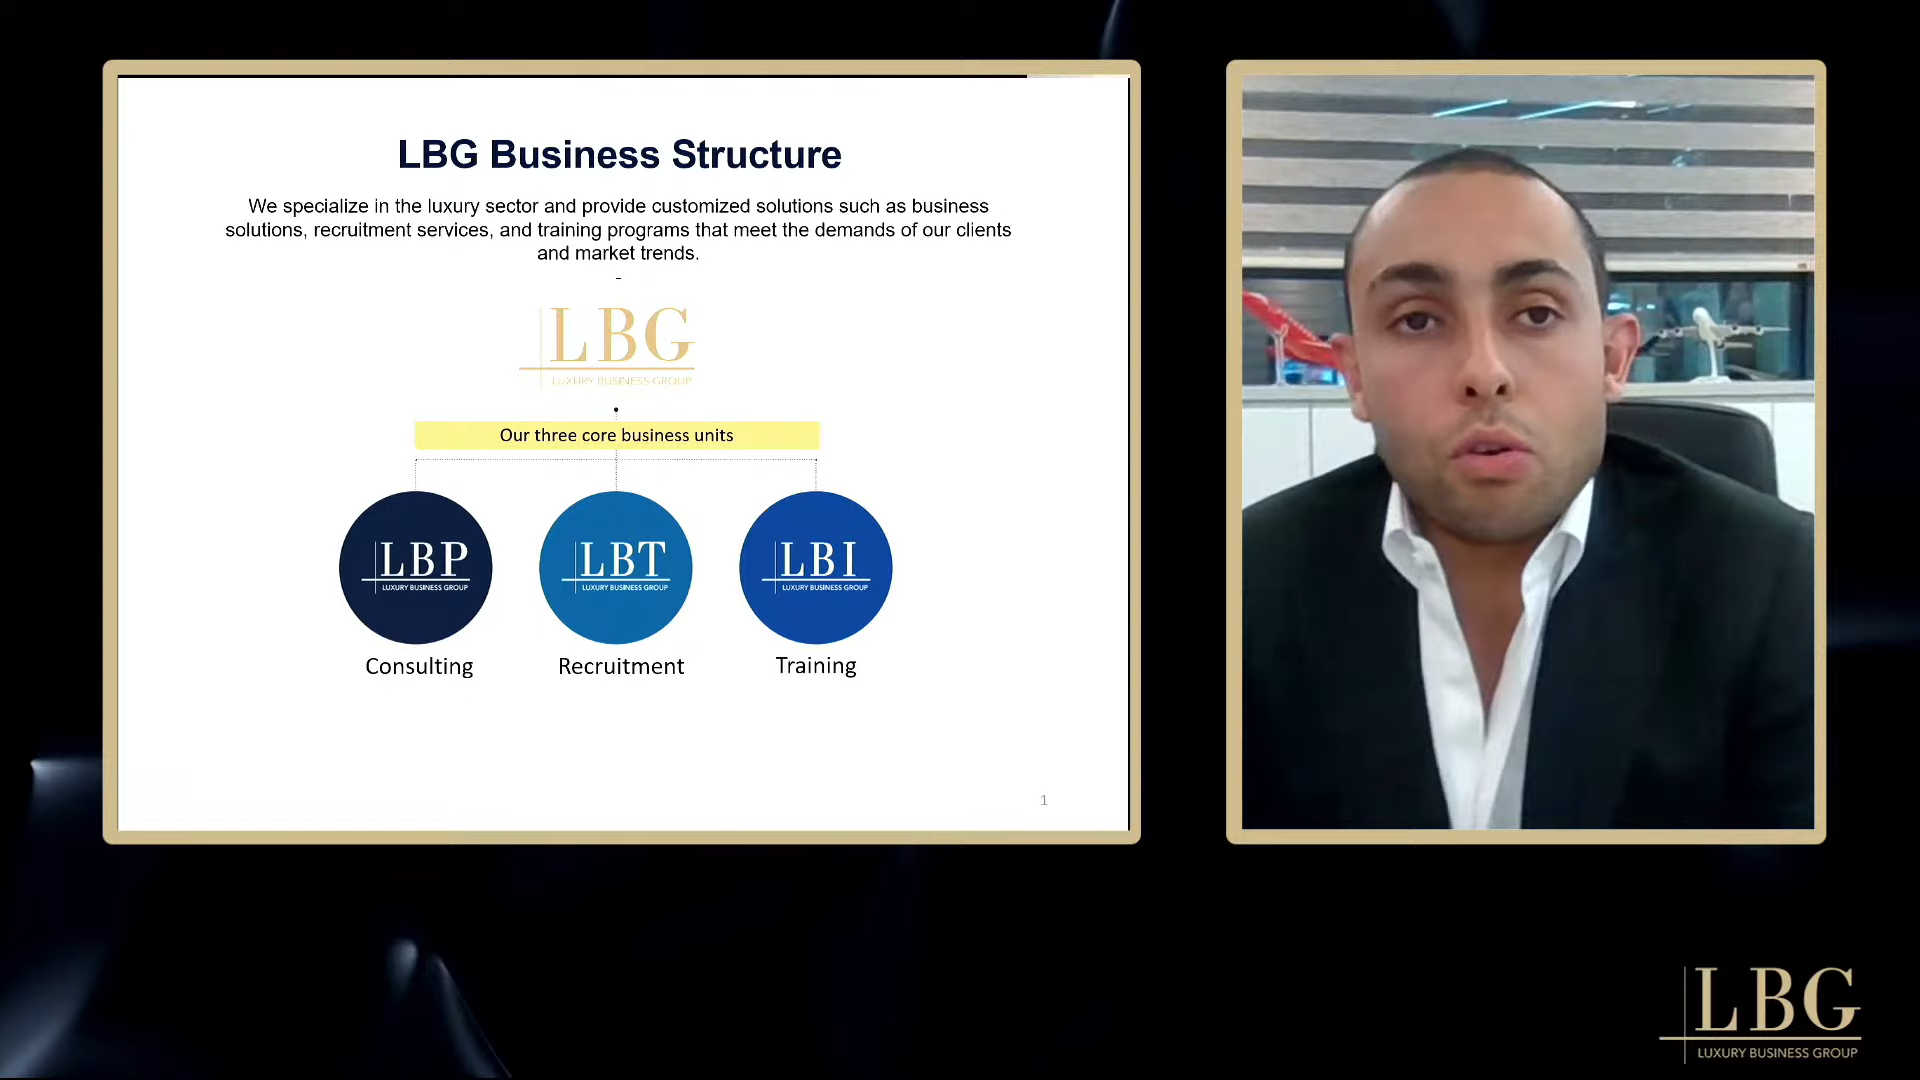 LBG Business Structure
We specialize in the luxury sector and provide customized solutions such as business
solutions, recruitment services, and training programs that meet the demands of our clients
and market trends.
-
LBG
LUXURY BUSINESS GROUP
Our three core business units
LBP
LUXURY BUSINESS GROUP
LBT
LUXURY BUSINESS GROUP
LBI
LUXURY BUSINESS GROUP
Consulting
Recruitment
Training
1
LBG
LUXURY BUSINESS GROUP